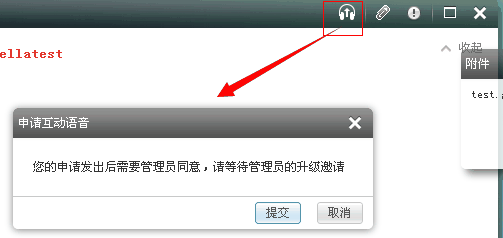 收起
ellatest
附件
test.
申请互动语音
您的申请发出后需要管理员同意，请等待管理员的升级邀请
提交
取消